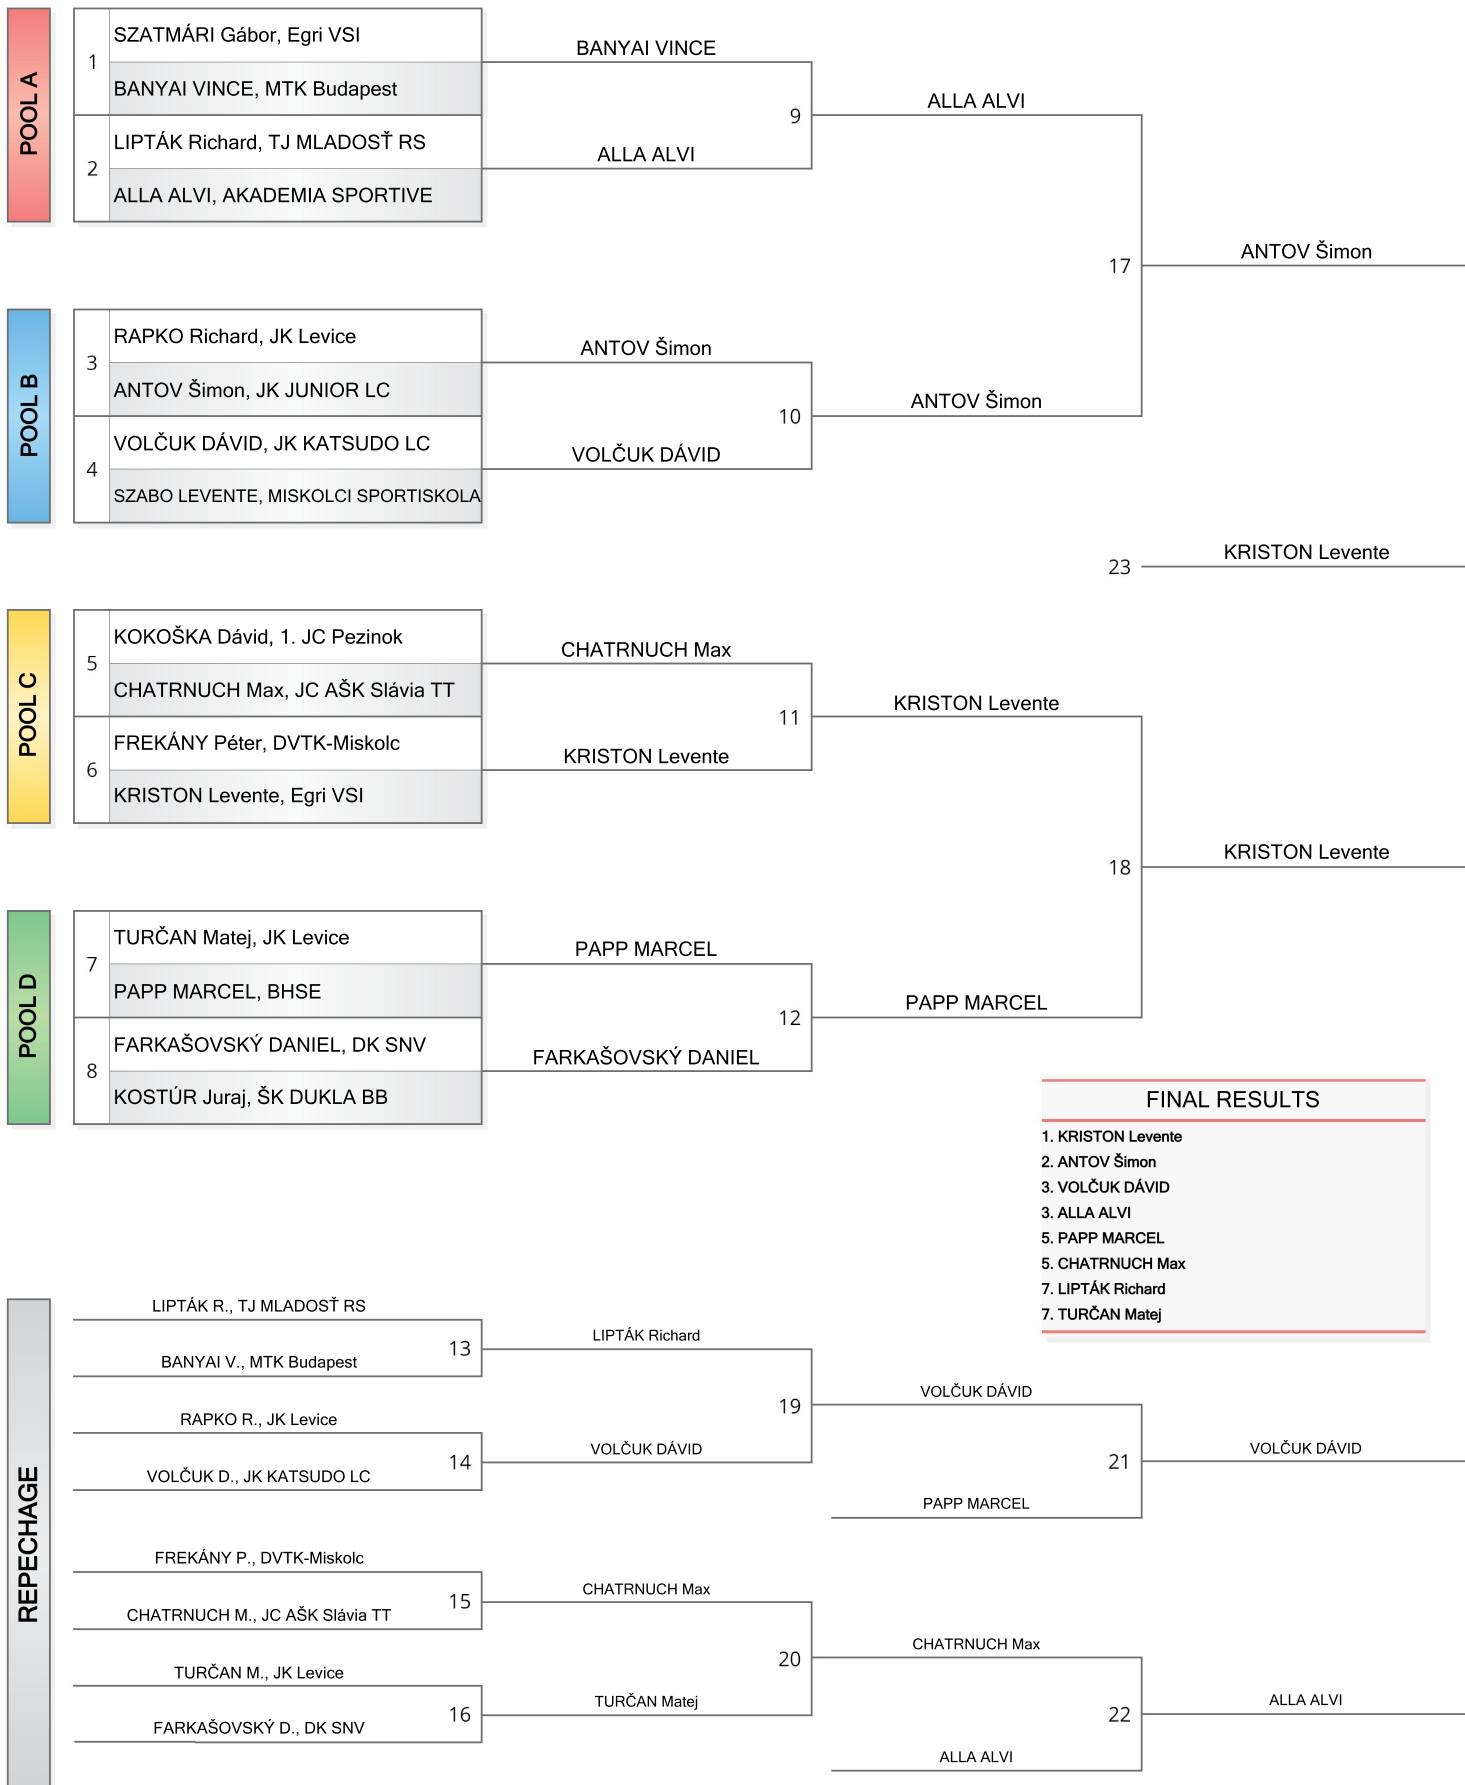 POOL A
1
SZATMÁRI Gábor, Egri VSI
BANYAI VINCE, MTK Budapest
2
LIPTÁK Richard, TJ MLADOSŤ RS
ALLA ALVI, AKADEMIA SPORTIVE
BANYAI VINCE
ALLA ALVI
9
ALLA ALVI
POOL B
3
RAPKO Richard, JK Levice
ANTOV Šimon, JK JUNIOR LC
4
VOLČUK DÁVID, JK KATSUDO LC
SZABO LEVENTE, MISKOLCI SPORTISKOLA
ANTOV Šimon
VOLČUK DÁVID
10
ANTOV Šimon
17
ANTOV Šimon
23
KRISTON Levente
POOL C
5
KOKOŠKA Dávid, 1. JC Pezinok
CHATRNUCH Max, JC AŠK Slávia TT
6
FREKÁNY Péter, DVTK-Miskolc
KRISTON Levente, Egri VSI
CHATRNUCH Max
KRISTON Levente
11
KRISTON Levente
POOL D
7
TURČAN Matej, JK Levice
PAPP MARCEL, BHSE
8
FARKAŠOVSKÝ DANIEL, DK SNV
KOSTÚR Juraj, ŠK DUKLA BB
PAPP MARCEL
FARKAŠOVSKÝ DANIEL
12
PAPP MARCEL
18
KRISTON Levente
FINAL RESULTS
1. KRISTON Levente
2. ANTOV Šimon
3. VOLČUK DÁVID
3. ALLA ALVI
5. PAPP MARCEL
5. CHATRNUCH Max
7. LIPTÁK Richard
7. TURČAN Matej
REPECHAGE
LIPTÁK R., TJ MLADOSŤ RS
BANYAI V., MTK Budapest
13
LIPTÁK Richard
RAPKO R., JK Levice
VOLČUK D., JK KATSUDO LC
14
VOLČUK DÁVID
19
VOLČUK DÁVID
PAPP MARCEL
21
VOLČUK DÁVID
FREKÁNY P., DVTK-Miskolc
CHATRNUCH M., JC AŠK Slávia TT
15
CHATRNUCH Max
TURČAN M., JK Levice
FARKAŠOVSKÝ D., DK SNV
16
TURČAN Matej
20
CHATRNUCH Max
ALLA ALVI
22
ALLA ALVI